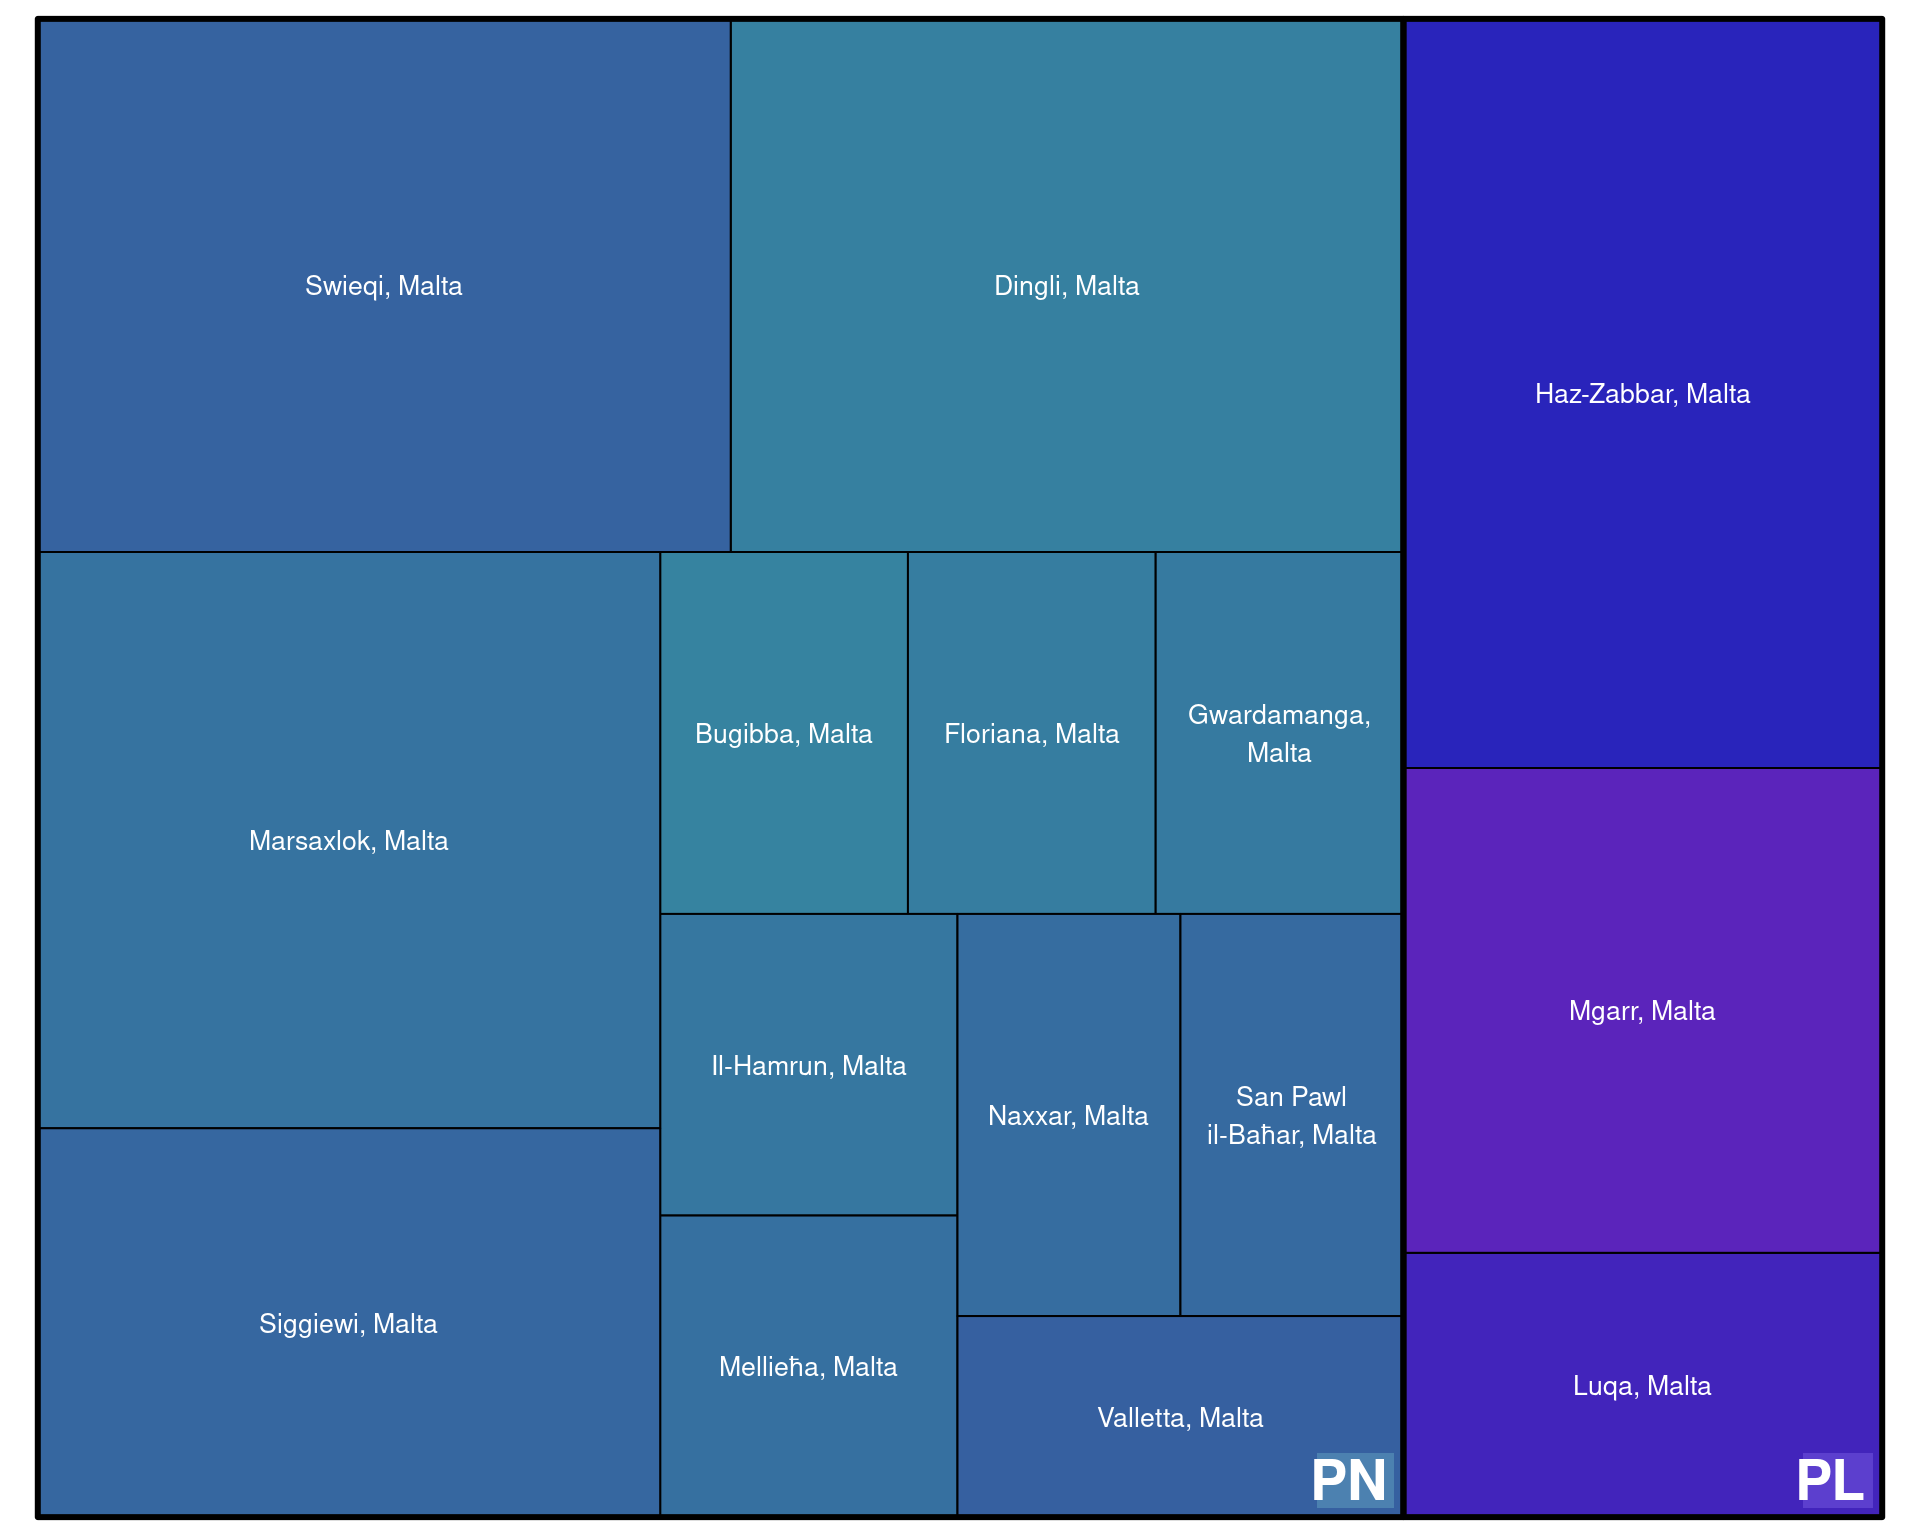 Swieqi, Malta
Dingli, Malta
Haz-Zabbar, Malta
Marsaxlok, Malta
Bugibba, Malta
Floriana, Malta
Gwardamanga,
Malta
Il-Hamrun, Malta
Naxxar, Malta
San Pawl
il-Baħar, Malta
Mgarr, Malta
Siggiewi, Malta
Mellieħa, Malta
Valletta, Malta
Luqa, Malta
PN
PL